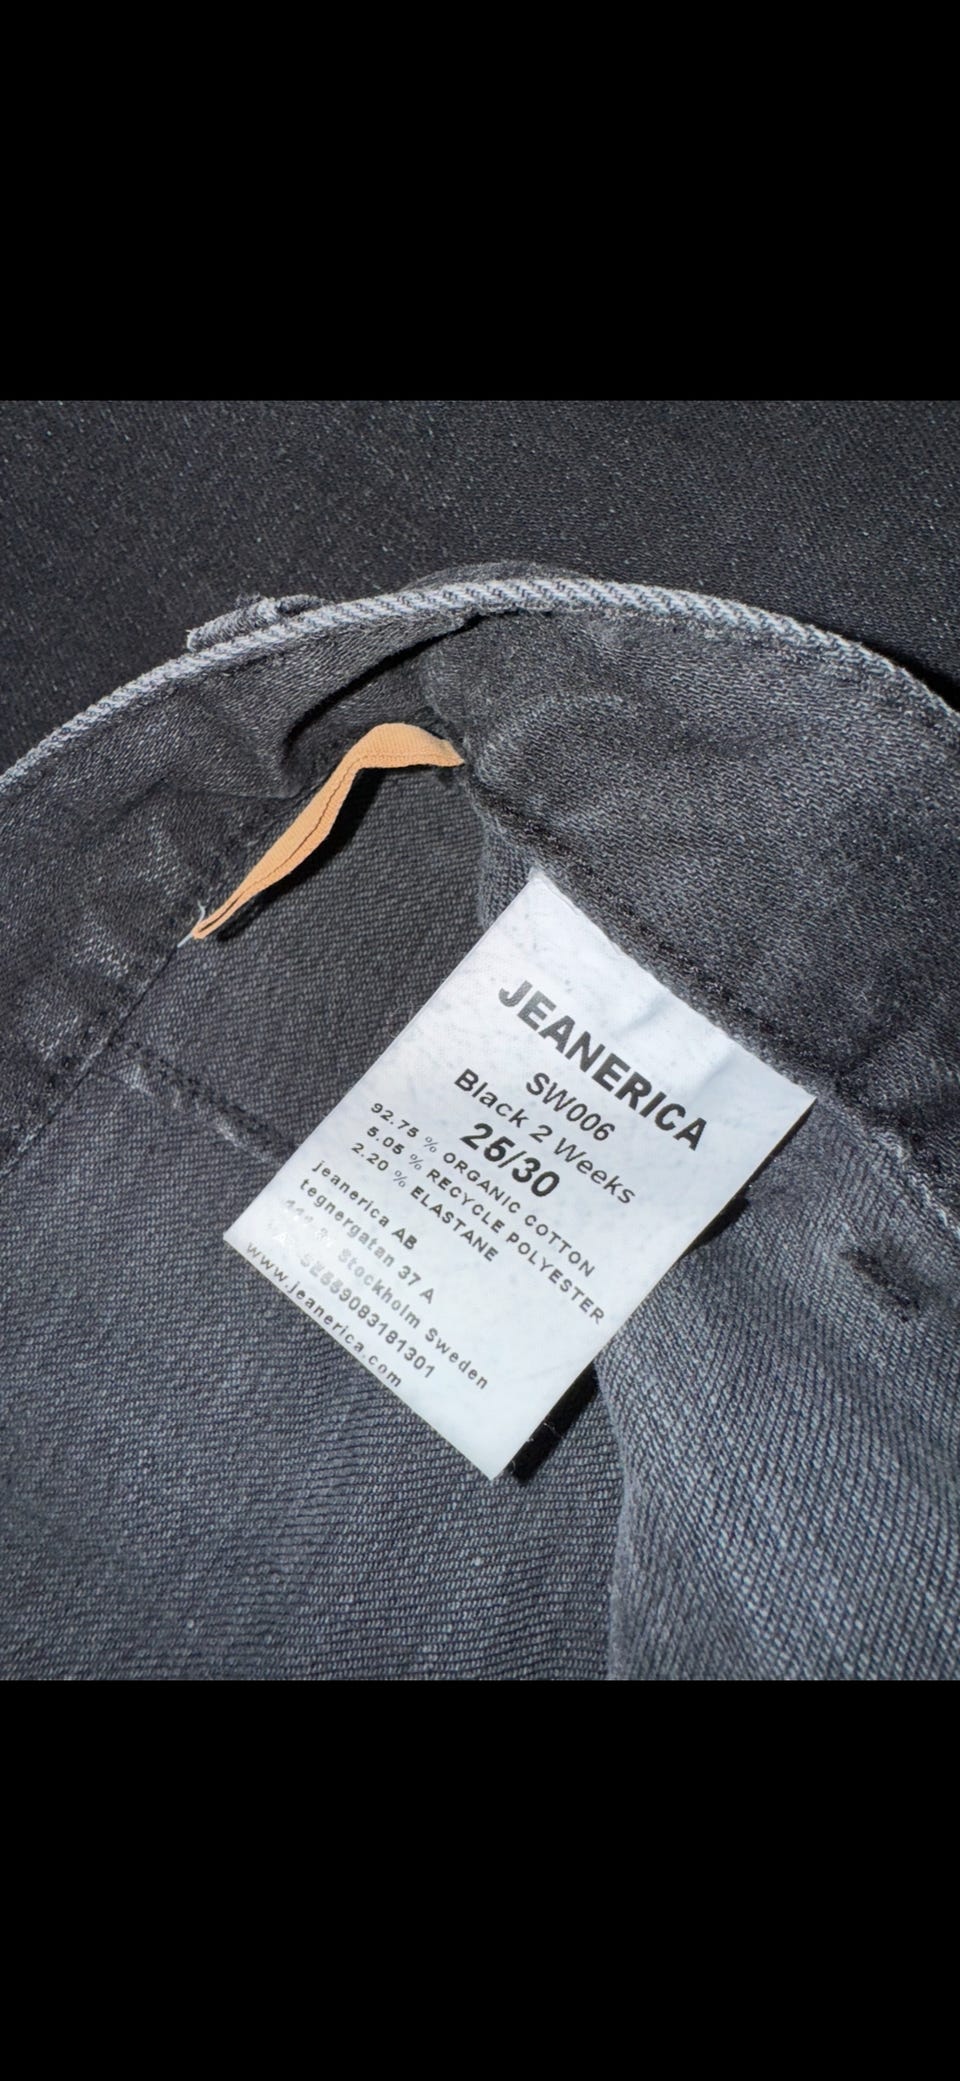 JEANERICA
SW006
Black 2 Weeks
25/30
92.75 % ORGANIC COTTON
5.05 % RECYCLE POLYESTER
2.20 % ELASTANE
jeanerica AB
tegnergatan 37 A
Stockholm Sweden
SE559083181301
www.jeanerica.com